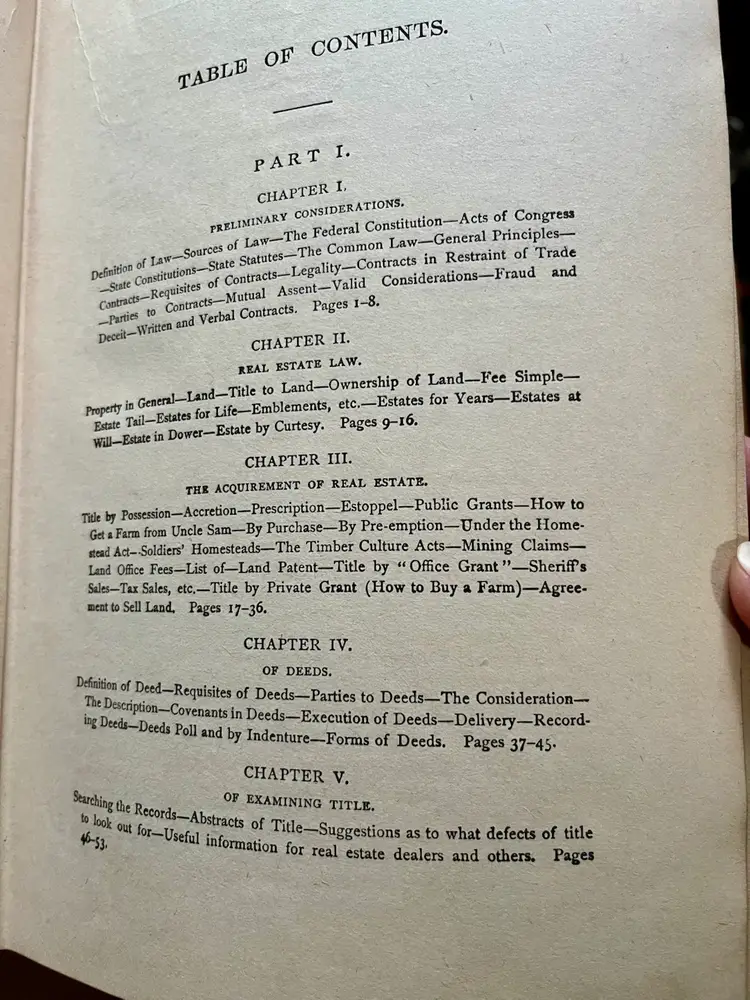 TABLE OF CONTENTS.
PART I.
CHAPTER I.
PRELIMINARY CONSIDERATIONS.
Definition of Law—Sources of Law—The Federal Constitution—Acts of Congress
—State Constitutions—State Statutes—The Common Law—General Principles—
Contracts—Requisites of Contracts—Legality—Contracts in Restraint of Trade
—Parties to Contracts—Mutual Assent—Valid Considerations—Fraud and
Deceit—Written and Verbal Contracts. Pages 1-8.
CHAPTER II.
REAL ESTATE LAW.
Property in General—Land—Title to Land—Ownership of Land—Fee Simple—
Estate Tail—Estates for Life—Emblements, etc.—Estates for Years—Estates at
Will—Estate in Dower—Estate by Curtesy. Pages 9-16.
CHAPTER III.
THE ACQUIREMENT OF REAL ESTATE.
Title by Possession—Accretion—Prescription—Estoppel—Public Grants—How to
Get a Farm from Uncle Sam—By Purchase—By Pre-emption—Under the Home-
stead Act—Soldiers' Homesteads—The Timber Culture Acts—Mining Claims—
Land Office Fees—List of—Land Patent—Title by "Office Grant"—Sheriff's
Sales—Tax Sales, etc.—Title by Private Grant (How to Buy a Farm)—Agree-
ment to Sell Land. Pages 17-36.
CHAPTER IV.
OF DEEDS.
Definition of Deed—Requisites of Deeds—Parties to Deeds—The Consideration—
The Description—Covenants in Deeds—Execution of Deeds—Delivery—Record-
ing Deeds—Deeds Poll and by Indenture—Forms of Deeds. Pages 37-45.
CHAPTER V.
OF EXAMINING TITLE.
Searching the Records—Abstracts of Title—Suggestions as to what defects of title
to look out for—Useful information for real estate dealers and others. Pages
46-53.